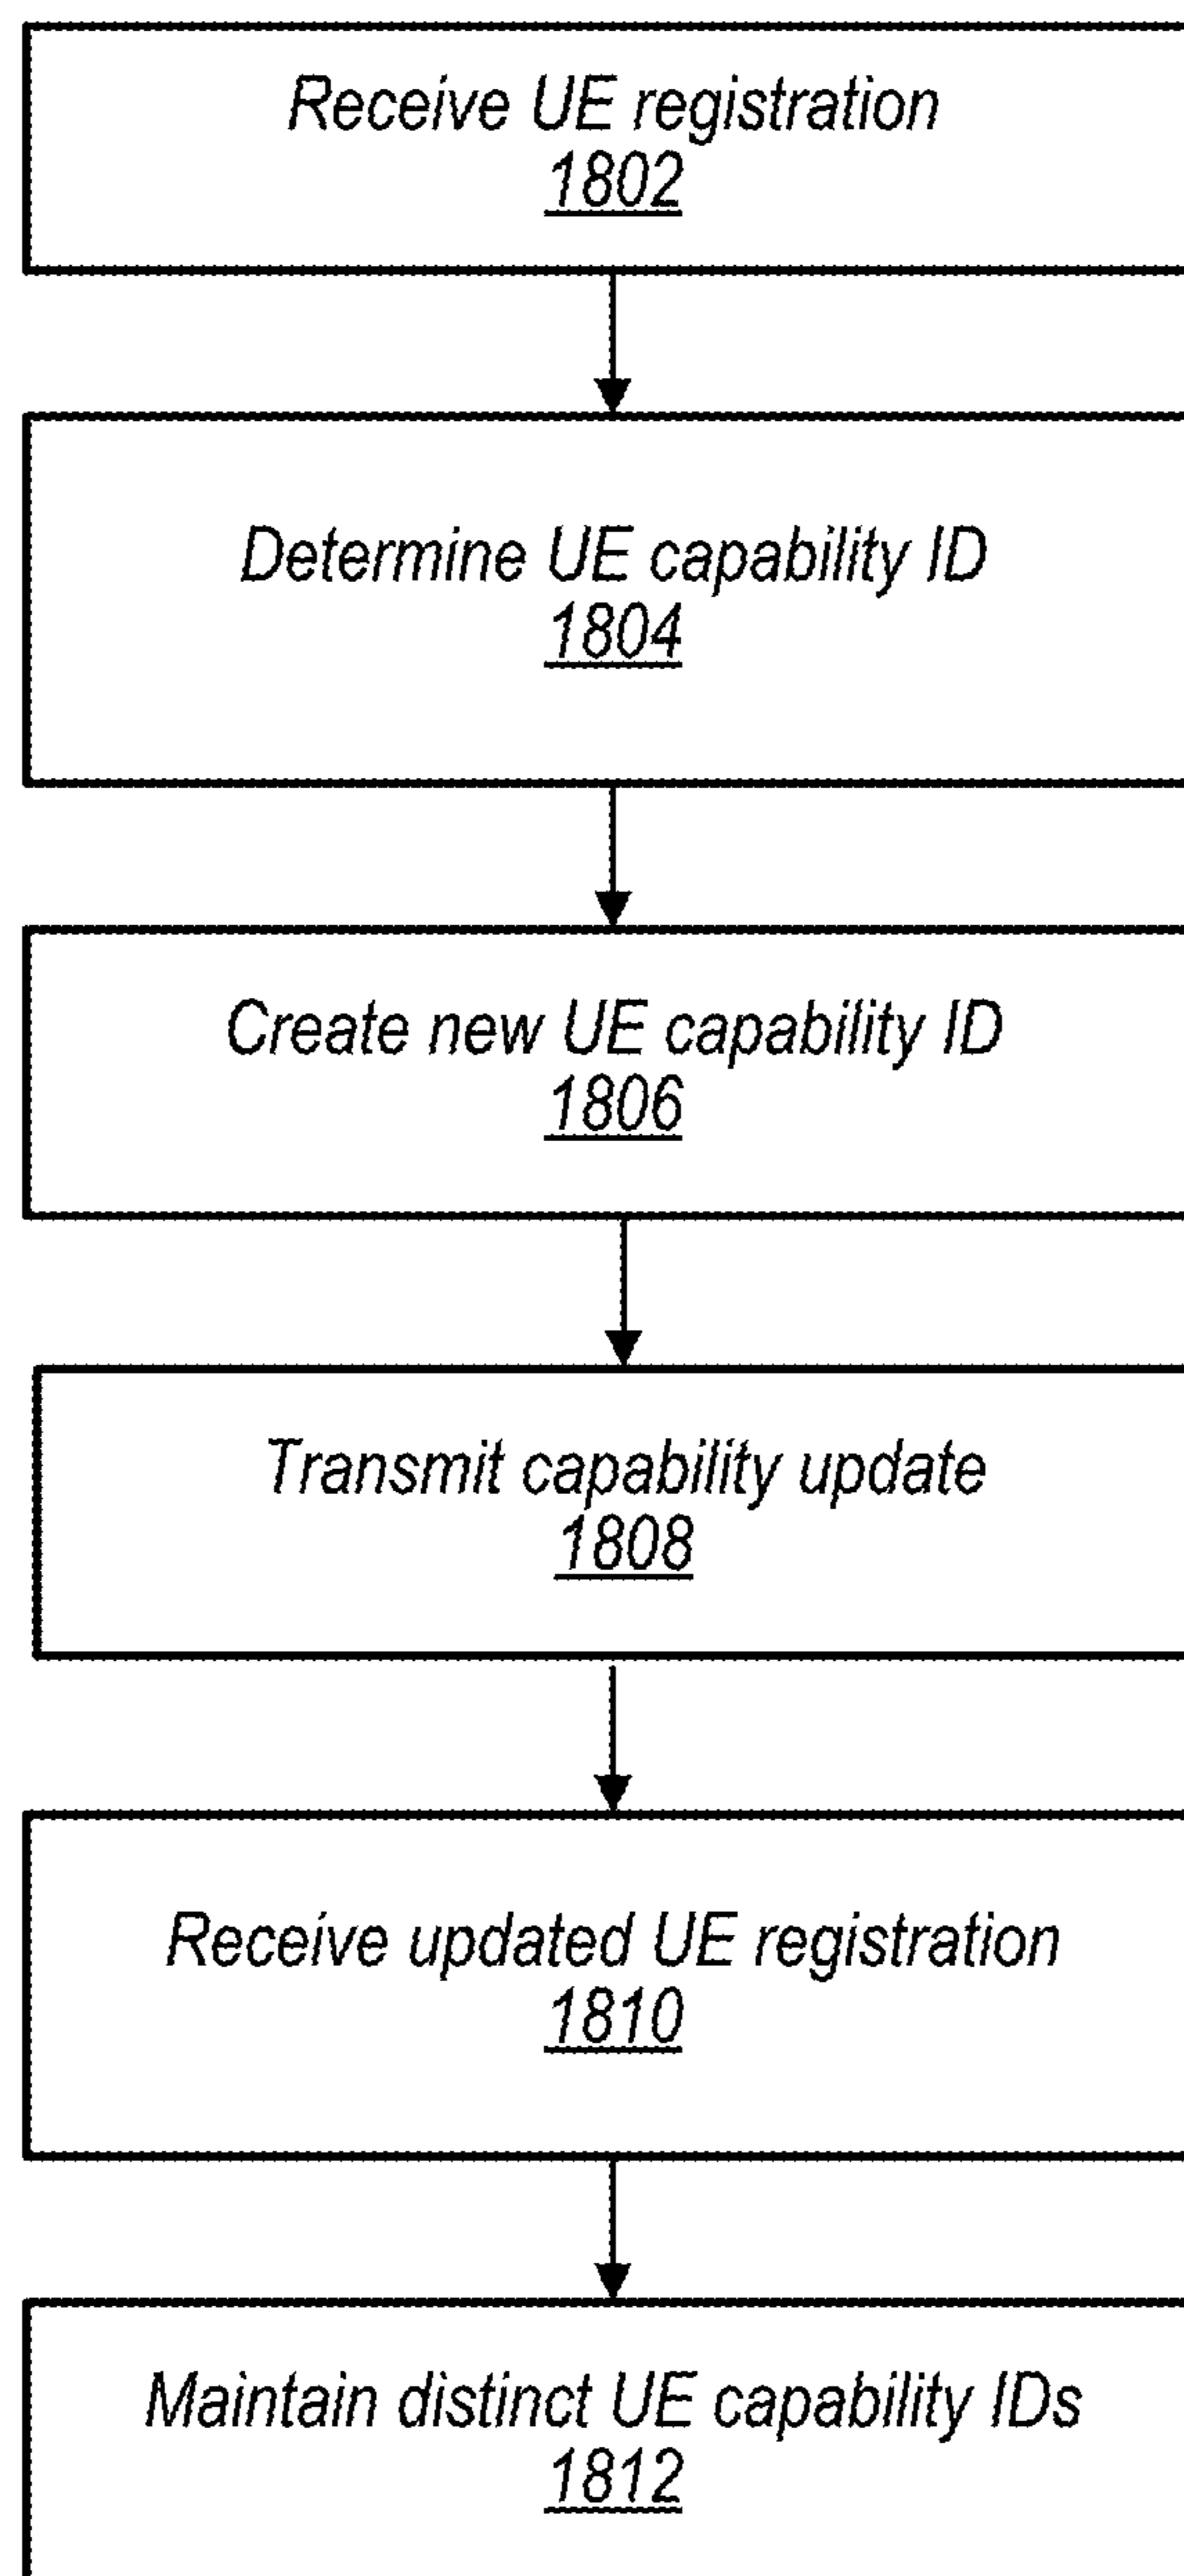 Receive UE registration
1802
Determine UE capability ID
1804
Create new UE capability ID
1806
Transmit capability update
1808
Receive updated UE registration
1810
Maintain distinct UE capability IDs
1812